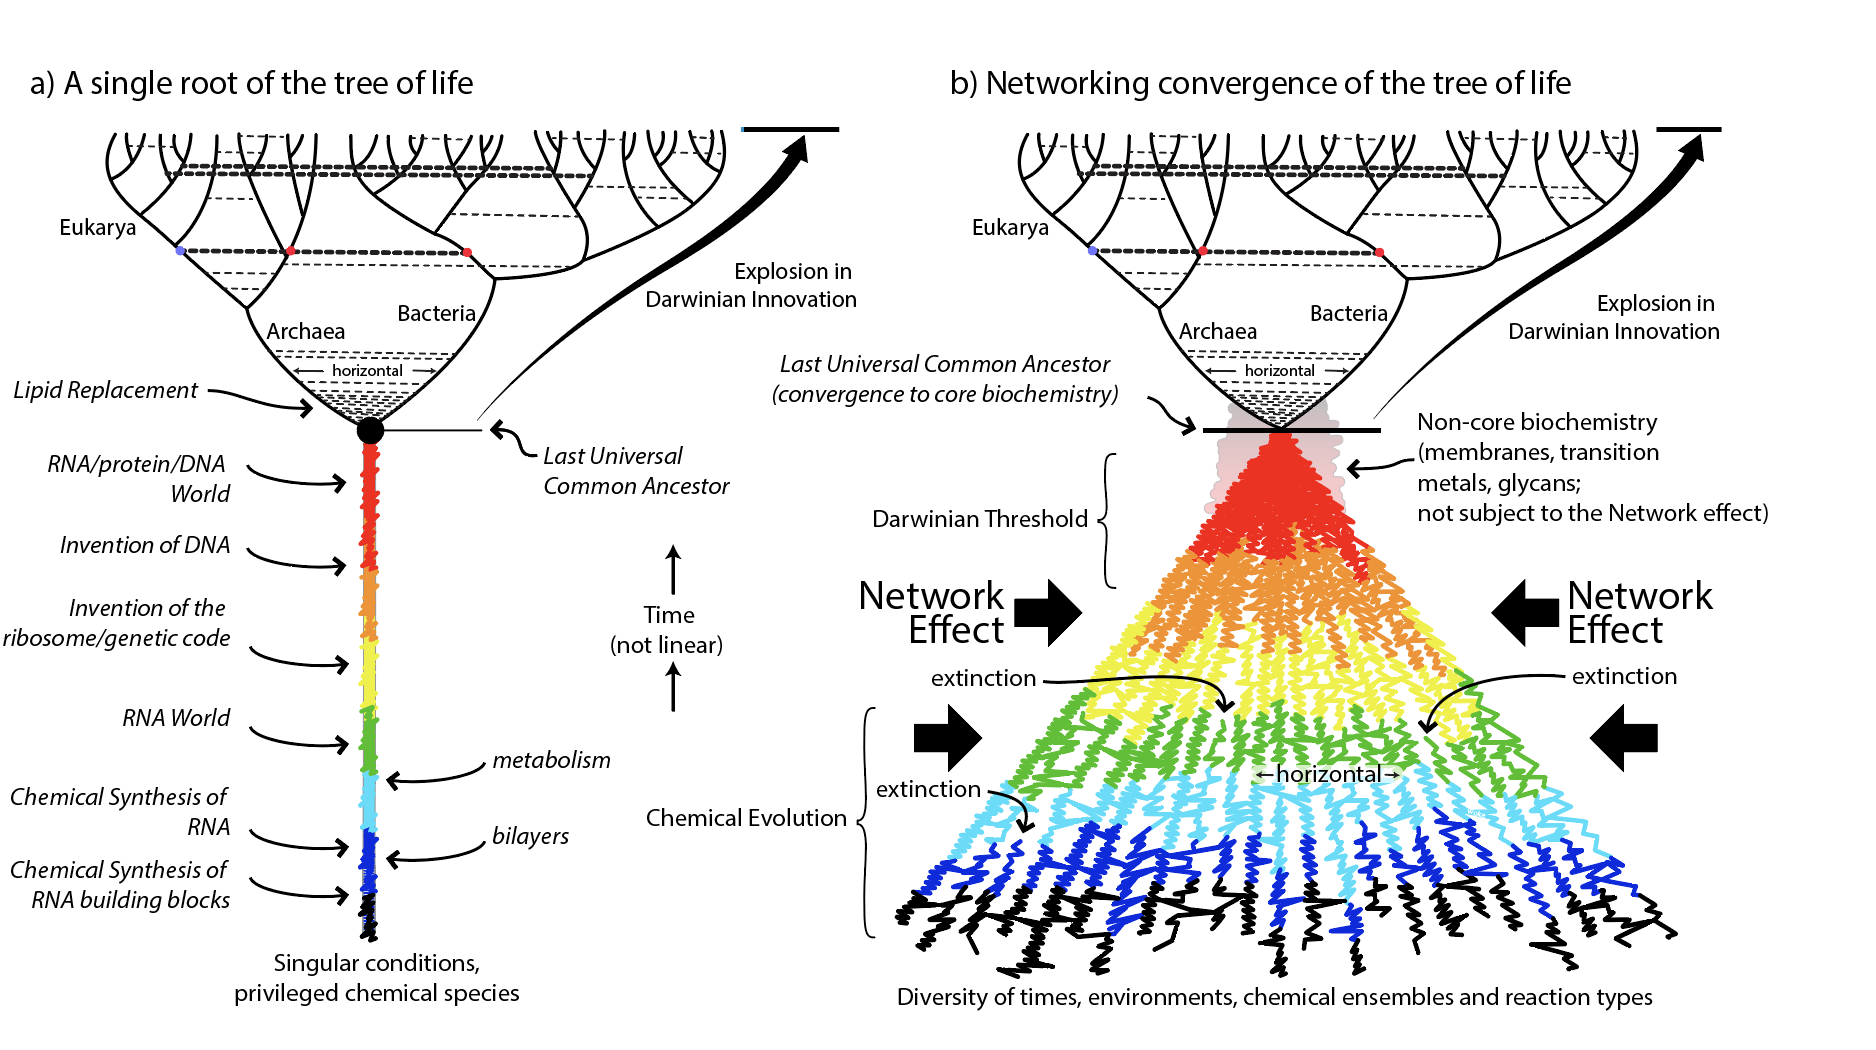 a) A single root of the tree of life
Eukarya
Archaea
Bacteria
horizontal
Explosion in
Darwinian Innovation
Lipid Replacement
Last Universal
Common Ancestor
RNA/protein/DNA
World
Invention of DNA
Invention of the
ribosome/genetic code
RNA World
Chemical Synthesis of
RNA
Chemical Synthesis of
RNA building blocks
metabolism
bilayers
Time
(not linear)
Singular conditions,
privileged chemical species
b) Networking convergence of the tree of life
Eukarya
Archaea
Bacteria
horizontal
Explosion in
Darwinian Innovation
Last Universal Common Ancestor
(convergence to core biochemistry)
Non-core biochemistry
(membranes, transition
metals, glycans;
not subject to the Network effect)
Darwinian Threshold
Network
Effect
Network
Effect
extinction
extinction
extinction
horizontal
Chemical Evolution
Diversity of times, environments, chemical ensembles and reaction types